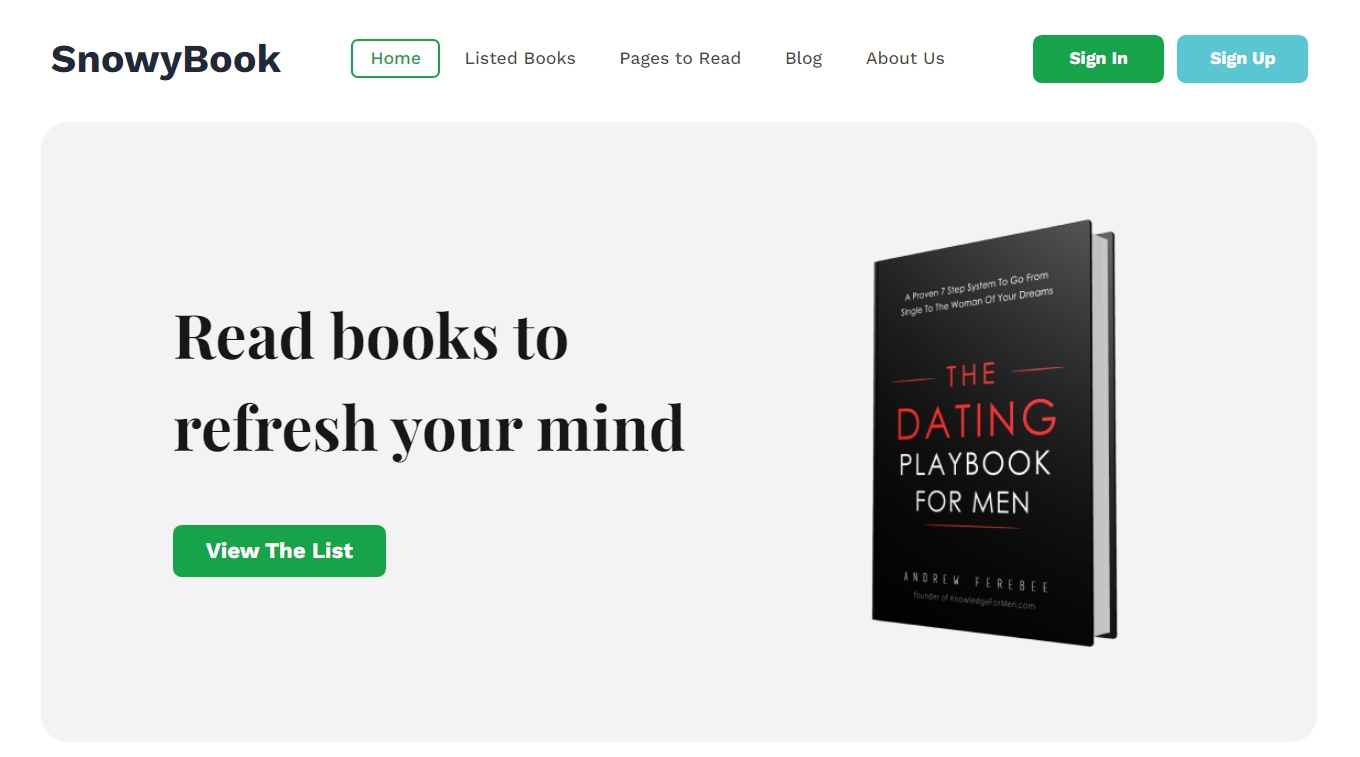 SnowyBook
Home
Listed Books
Pages to Read
Blog
About Us
Sign In
Sign Up
Read books to
refresh your mind
View The List
A Proven 7 Step System To Go From
Single To The Woman Of Your Dreams
THE
DATING
PLAYBOOK
FOR MEN
ANDREW FEREBEE
founder of KnowledgeForMen.com